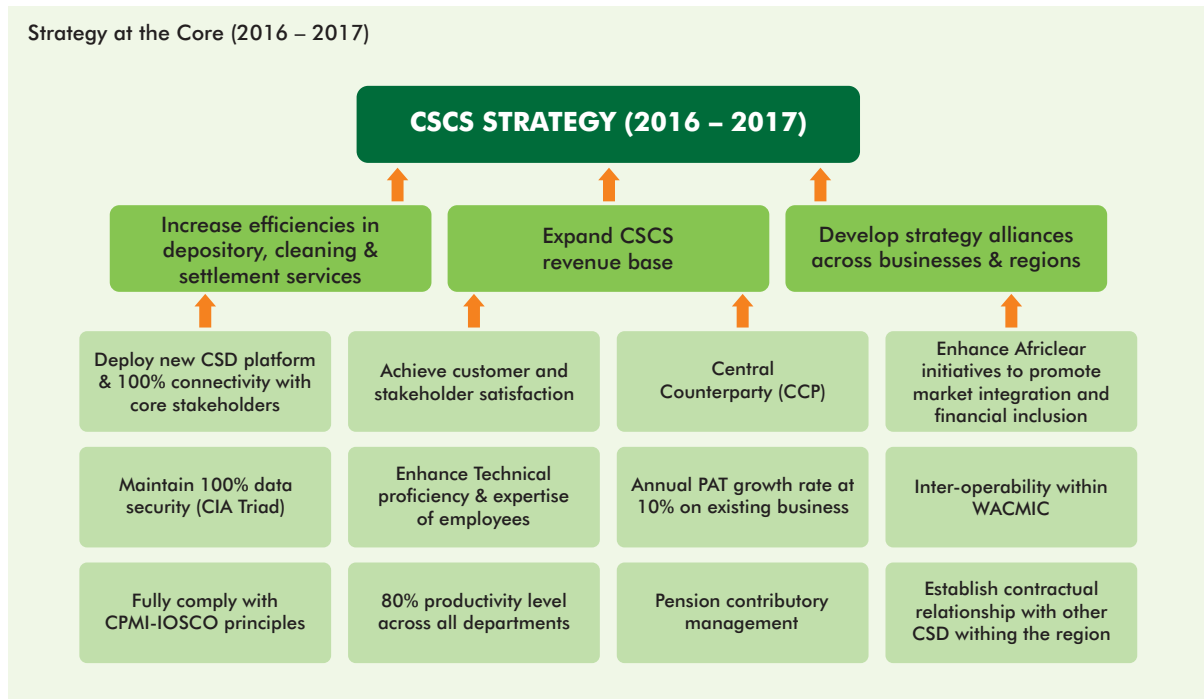 Strategy at the Core (2016 – 2017)
CSCS STRATEGY (2016 – 2017)
Increase efficiencies in
depository, cleaning &
settlement services
Expand CSCS
revenue base
Develop strategy alliances
across businesses & regions
Deploy new CSD platform
& 100% connectivity with
core stakeholders
Achieve customer and
stakeholder satisfaction
Central
Counterparty (CCP)
Enhance Africlear
initiatives to promote
market integration and
financial inclusion
Maintain 100% data
security (CIA Triad)
Enhance Technical
proficiency & expertise
of employees
Annual PAT growth rate at
10% on existing business
Inter-operability within
WACMIC
Fully comply with
CPMI-IOSCO principles
80% productivity level
across all departments
Pension contributory
management
Establish contractual
relationship with other
CSD withing the region